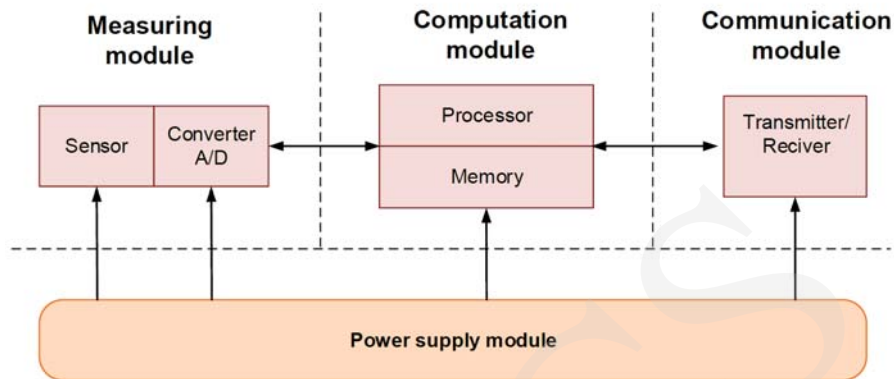 Measuring
module
Computation
module
Communication
module
Sensor
Converter
A/D
Processor
Memory
Transmitter/
Reciver
Power supply module